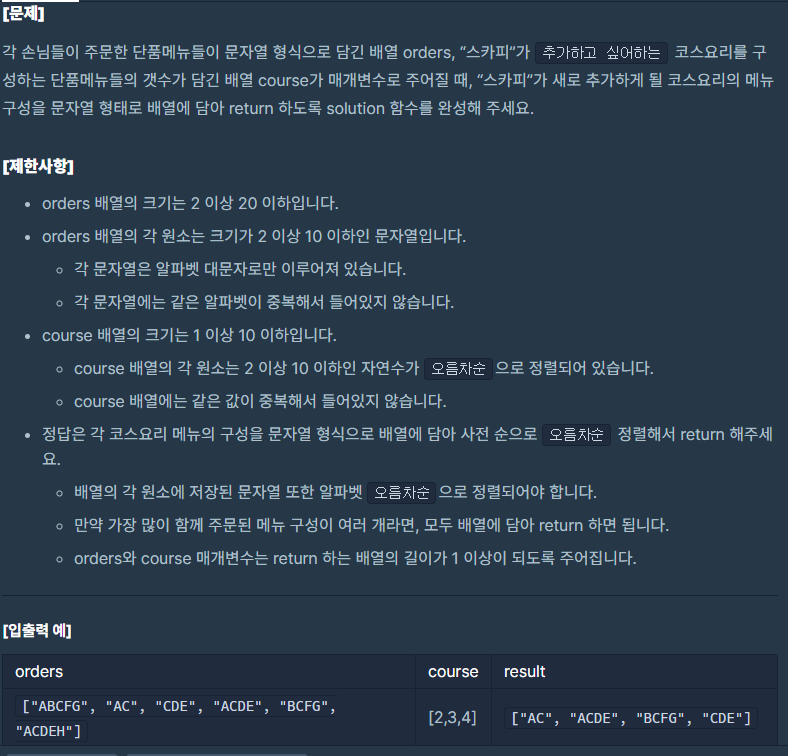 [문제]
각 손님들이 주문한 단품메뉴들이 문자열 형식으로 담긴 배열 orders, “스카피”가 추가하고 싶어하는 코스요리를 구
성하는 단품메뉴들의 갯수가 담긴 배열 course가 매개변수로 주어질 때, “스카피”가 새로 추가하게 될 코스요리의 메뉴
구성을 문자열 형태로 배열에 담아 return 하도록 solution 함수를 완성해 주세요.
[제한사항]
• orders 배열의 크기는 2 이상 20 이하입니다.
• orders 배열의 각 원소는 크기가 2 이상 10 이하인 문자열입니다.
◦ 각 문자열은 알파벳 대문자로만 이루어져 있습니다.
◦ 각 문자열에는 같은 알파벳이 중복해서 들어있지 않습니다.
• course 배열의 크기는 1 이상 10 이하입니다.
◦ course 배열의 각 원소는 2 이상 10 이하인 자연수가 오름차순 으로 정렬되어 있습니다.
◦ course 배열에는 같은 값이 중복해서 들어있지 않습니다.
• 정답은 각 코스요리 메뉴의 구성을 문자열 형식으로 배열에 담아 사전 순으로 오름차순 정렬해서 return 해주세
요.
◦ 배열의 각 원소에 저장된 문자열 또한 알파벳 오름차순 으로 정렬되어야 합니다.
◦ 만약 가장 많이 함께 주문된 메뉴 구성이 여러 개라면, 모두 배열에 담아 return 하면 됩니다.
◦ orders와 course 매개변수는 return 하는 배열의 길이가 1 이상이 되도록 주어집니다.
[입출력 예]
orders course result
["ABCFG", "AC", "CDE", "ACDE", "BCFG",
"ACDEH"] [2,3,4] ["AC", "ACDE", "BCFG", "CDE"]